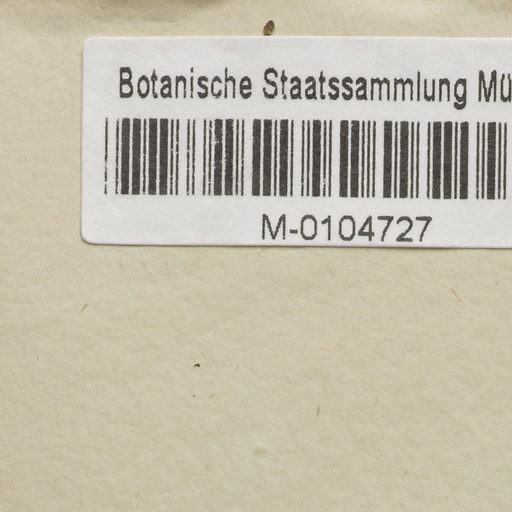 Botanische Staatssammlung Mü
M-0104727